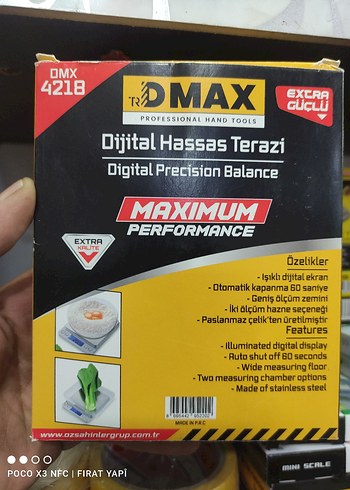 DMX
4218
TR DMAX
PROFESSIONAL HAND TOOLS
EXTRA
GÜÇLÜ
Dijital Hassas Terazi
Digital Precision Balance
MAXIMUM
PERFORMANCE
EXTRA
KALİTE
Özelikler
- Işıklı dijital ekran
- Otomatik kapanma 60 saniye
- Geniş ölçüm zemini
- İki ölçüm hazne seçeneği
- Paslanmaz çelik'ten üretilmiştir
Features
- Illuminated digital display
- Auto shut off 60 seconds
- Wide measuring floor
- Two measuring chamber options
- Made of stainless steel
MADE IN P.R.C
www.ozsahinlergrup.com.tr
MINI SCALE
POCO X3 NFC | FIRAT YAPİ